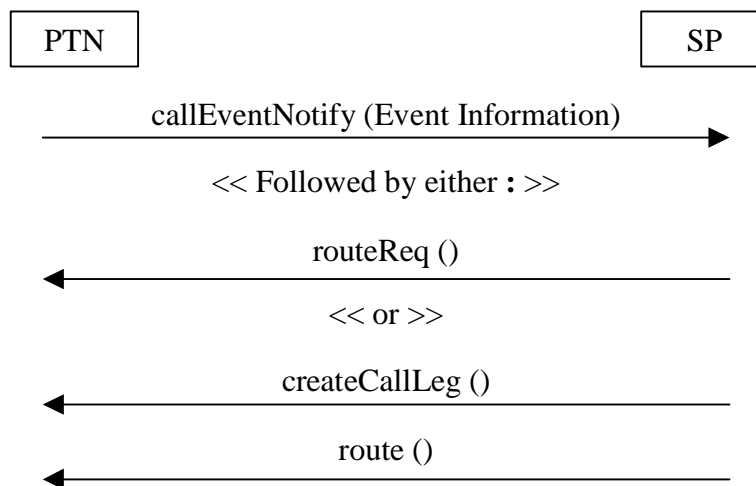 PTN
SP
callEventNotify (Event Information)
<< Followed by either : >>
routeReq ()
<< or >>
createCallLeg ()
route ()